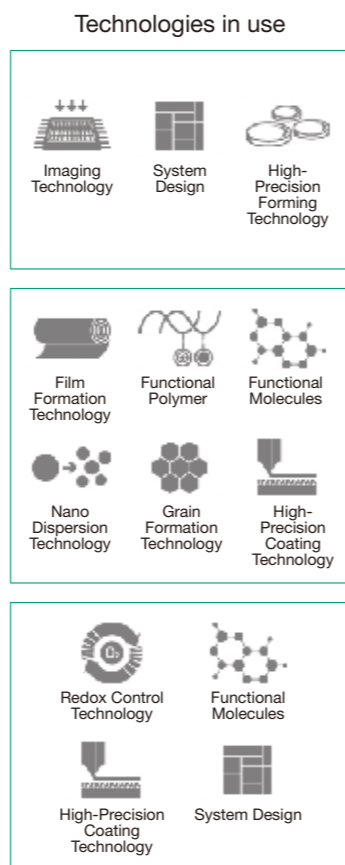 Technologies in use
Imaging
Technology
System
Design
High-
Precision
Forming
Technology
Film
Formation
Technology
Functional
Polymer
Functional
Molecules
Nano
Dispersion
Technology
Grain
Formation
Technology
High-
Precision
Coating
Technology
Redox Control
Technology
Functional
Molecules
High-Precision
Coating
Technology
System Design